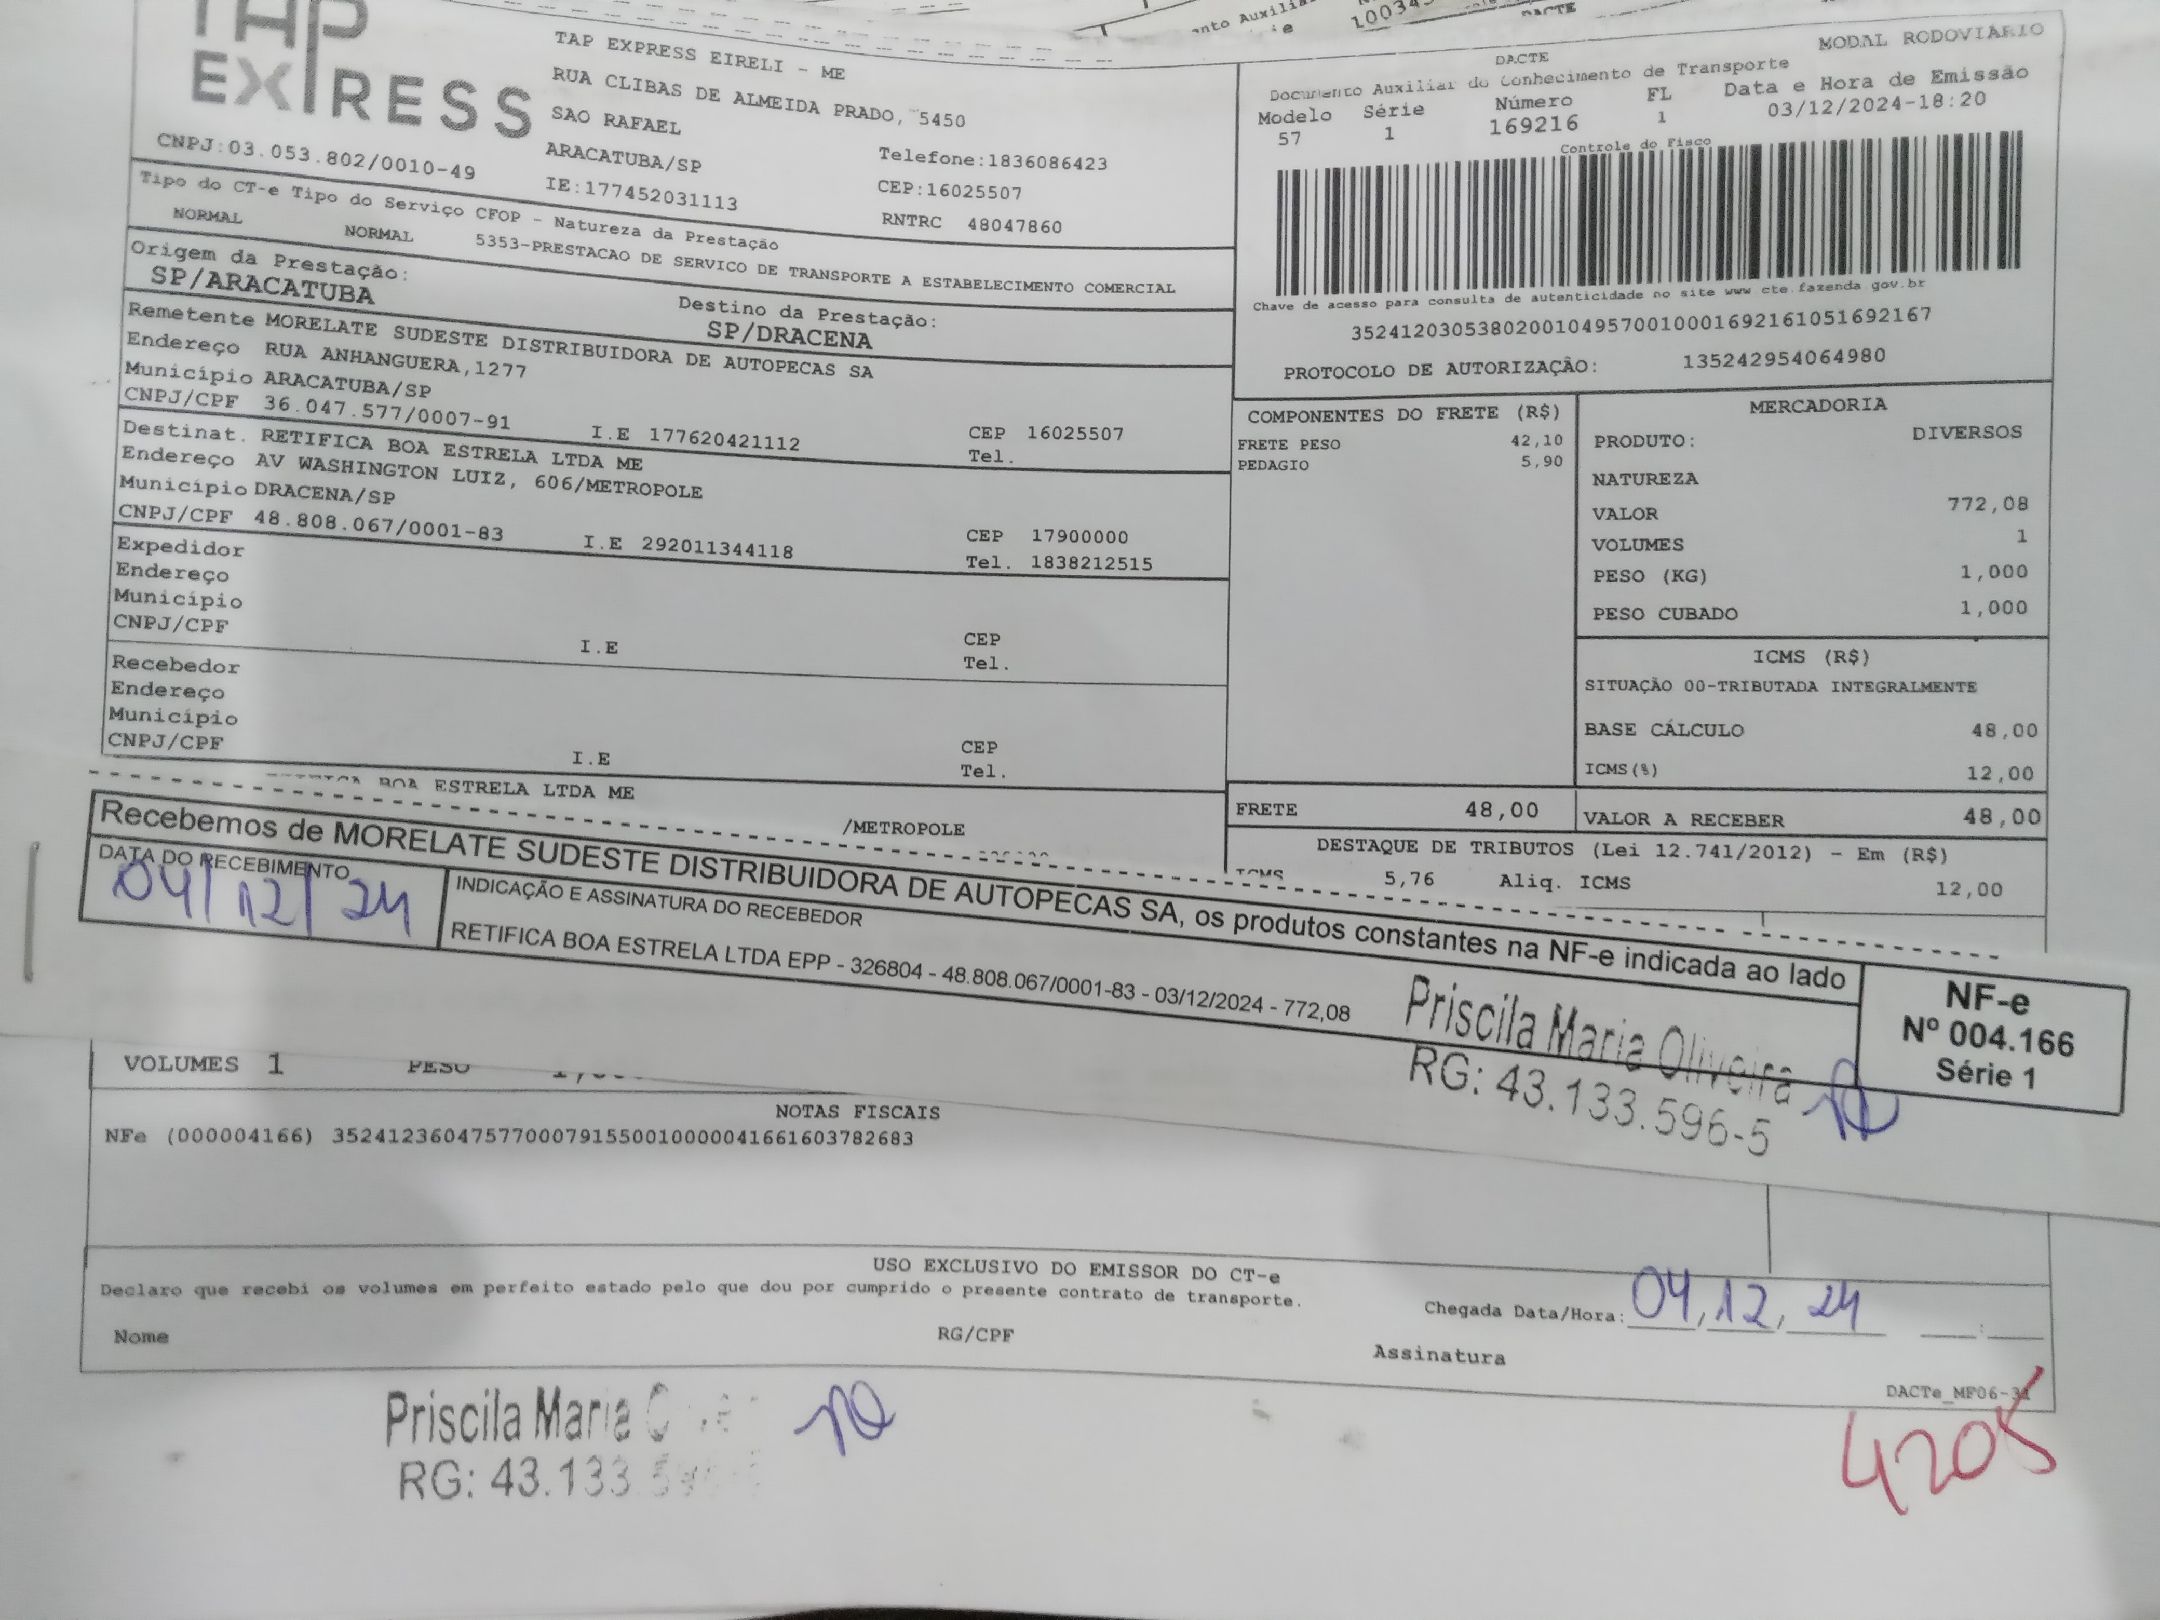 TAP
EXPRESS
TAP EXPRESS EIRELI - ME
RUA CLIBAS DE ALMEIDA PRADO, 5450
SAO RAFAEL
ARACATUBA/SP
Telefone:1836086423
CNPJ:03.053.802/0010-49
IE:177452031113
CEP:16025507
RNTRC 48047860
Tipo do CT-e Tipo do Serviço CFOP - Natureza da Prestação
NORMAL NORMAL 5353-PRESTACAO DE SERVICO DE TRANSPORTE A ESTABELECIMENTO COMERCIAL
Origem da Prestação:
SP/ARACATUBA
Destino da Prestação:
SP/DRACENA
Remetente MORELATE SUDESTE DISTRIBUIDORA DE AUTOPECAS SA
Endereço RUA ANHANGUERA,1277
Município ARACATUBA/SP
CNPJ/CPF 36.047.577/0007-91 I.E 177620421112 CEP 16025507
Tel.
Destinat. RETIFICA BOA ESTRELA LTDA ME
Endereço AV WASHINGTON LUIZ, 606/METROPOLE
Município DRACENA/SP
CNPJ/CPF 48.808.067/0001-83 I.E 292011344118 CEP 17900000
Tel. 1838212515
Expedidor
Endereço
Município
CNPJ/CPF I.E CEP
Tel.
Recebedor
Endereço
Município
CNPJ/CPF I.E CEP
Tel.
BOA ESTRELA LTDA ME
/METROPOLE
nto Auxilia
DACTE
DACTE
MODAL RODOVIÁRIO
Documento Auxiliar do Conhecimento de Transporte
Modelo Série Número FL Data e Hora de Emissão
57 1 169216 1 03/12/2024-18:20
Controle do Fisco
Chave de acesso para consulta de autenticidade no site www cte.fazenda.gov.br
35241203053802001049570010001692161051692167
PROTOCOLO DE AUTORIZAÇÃO: 135242954064980
COMPONENTES DO FRETE (R$)
FRETE PESO 42,10
PEDAGIO 5,90
MERCADORIA
PRODUTO: DIVERSOS
NATUREZA
VALOR 772,08
VOLUMES 1
PESO (KG) 1,000
PESO CUBADO 1,000
ICMS (R$)
SITUAÇÃO 00-TRIBUTADA INTEGRALMENTE
BASE CÁLCULO 48,00
ICMS(%) 12,00
FRETE 48,00 VALOR A RECEBER 48,00
DESTAQUE DE TRIBUTOS (Lei 12.741/2012) - Em (R$)
ICMS 5,76 Aliq. ICMS 12,00
Recebemos de MORELATE SUDESTE DISTRIBUIDORA DE AUTOPECAS SA, os produtos constantes na NF-e indicada ao lado
DATA DO RECEBIMENTO
04/12/24
INDICAÇÃO E ASSINATURA DO RECEBEDOR
RETIFICA BOA ESTRELA LTDA EPP - 326804 - 48.808.067/0001-83 - 03/12/2024 - 772,08
Priscila Maria Oliveira
RG: 43.133.596-5
NF-e
Nº 004.166
Série 1
VOLUMES 1 PESO
NOTAS FISCAIS
NFe (000004166) 35241236047577000791550010000041661603782683
USO EXCLUSIVO DO EMISSOR DO CT-e
Declaro que recebi os volumes em perfeito estado pelo que dou por cumprido o presente contrato de transporte.
Chegada Data/Hora: 04,12,24
Nome RG/CPF Assinatura
DACTe_MF06-31
Priscila Maria
RG: 43.133
4205